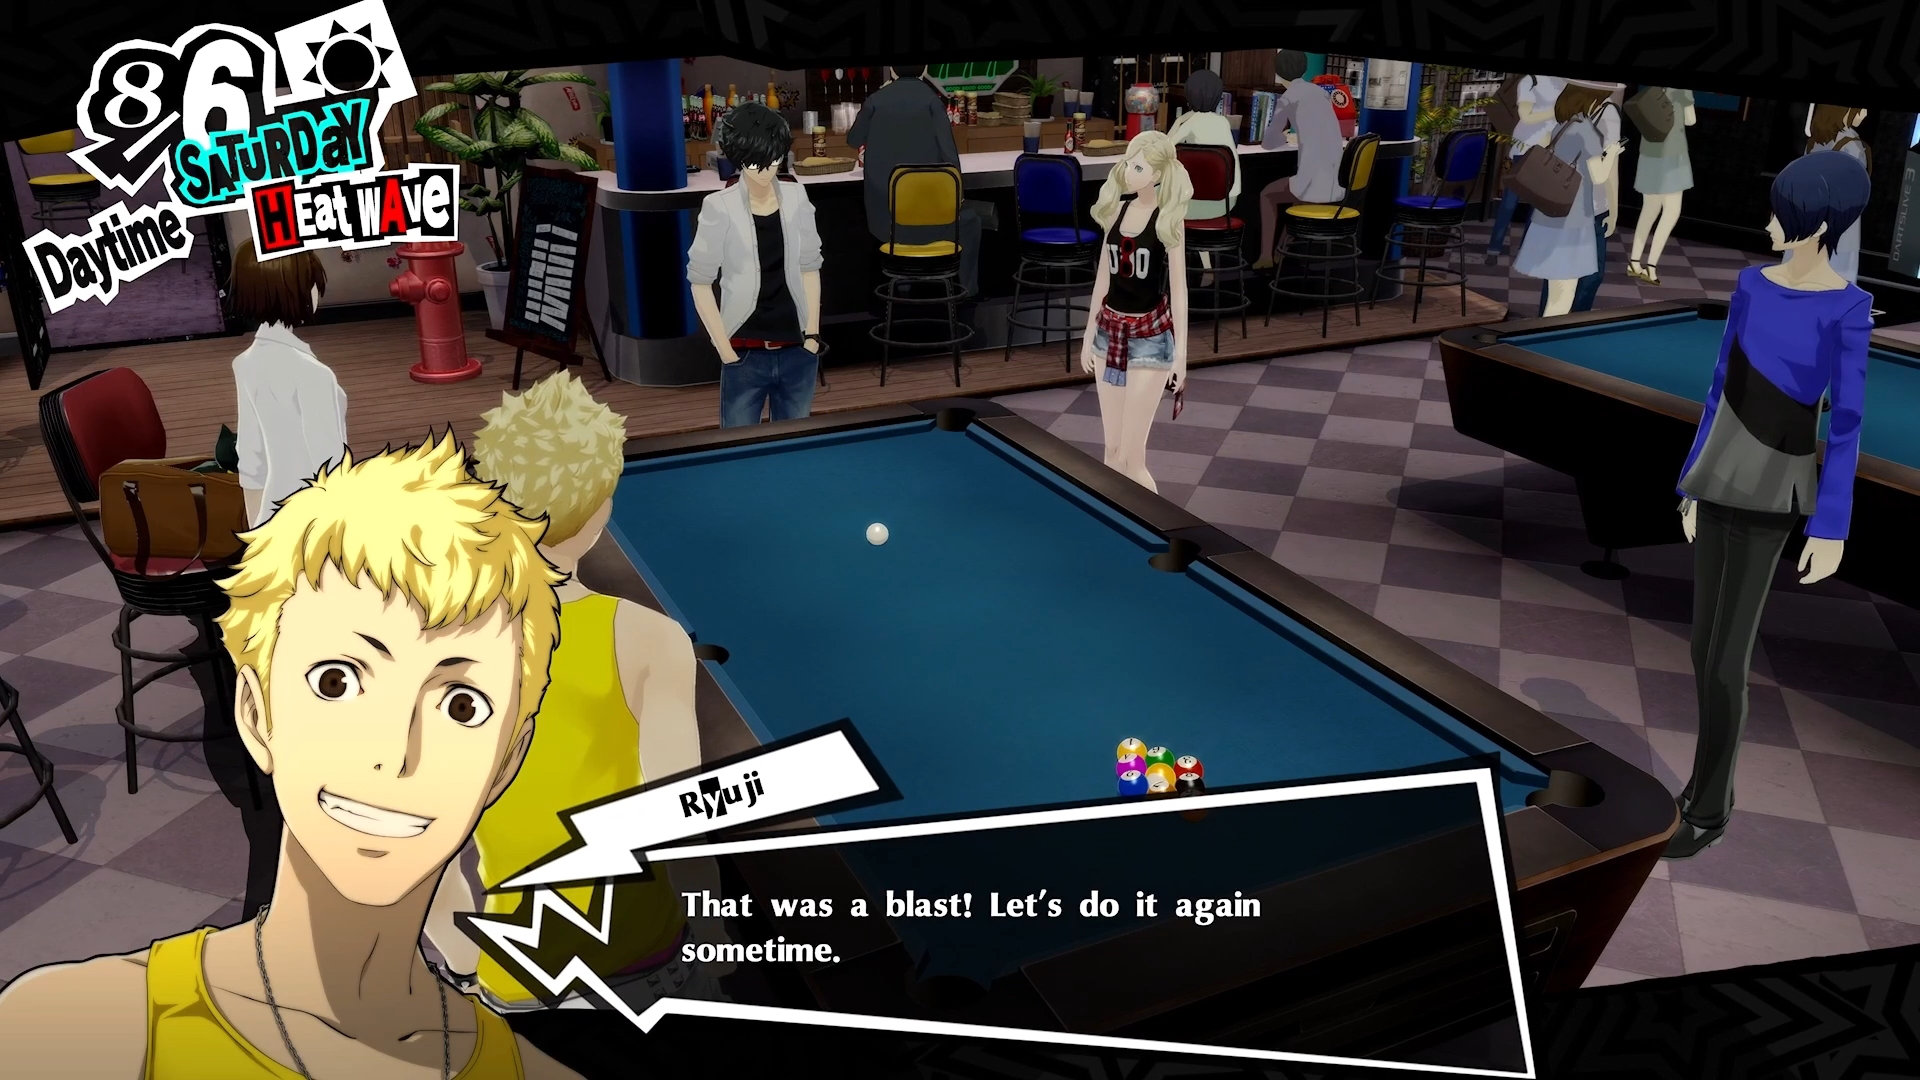 8 6
SATURDAY
Daytime
HEat wAve
Ryuji
That was a blast! Let's do it again
sometime.